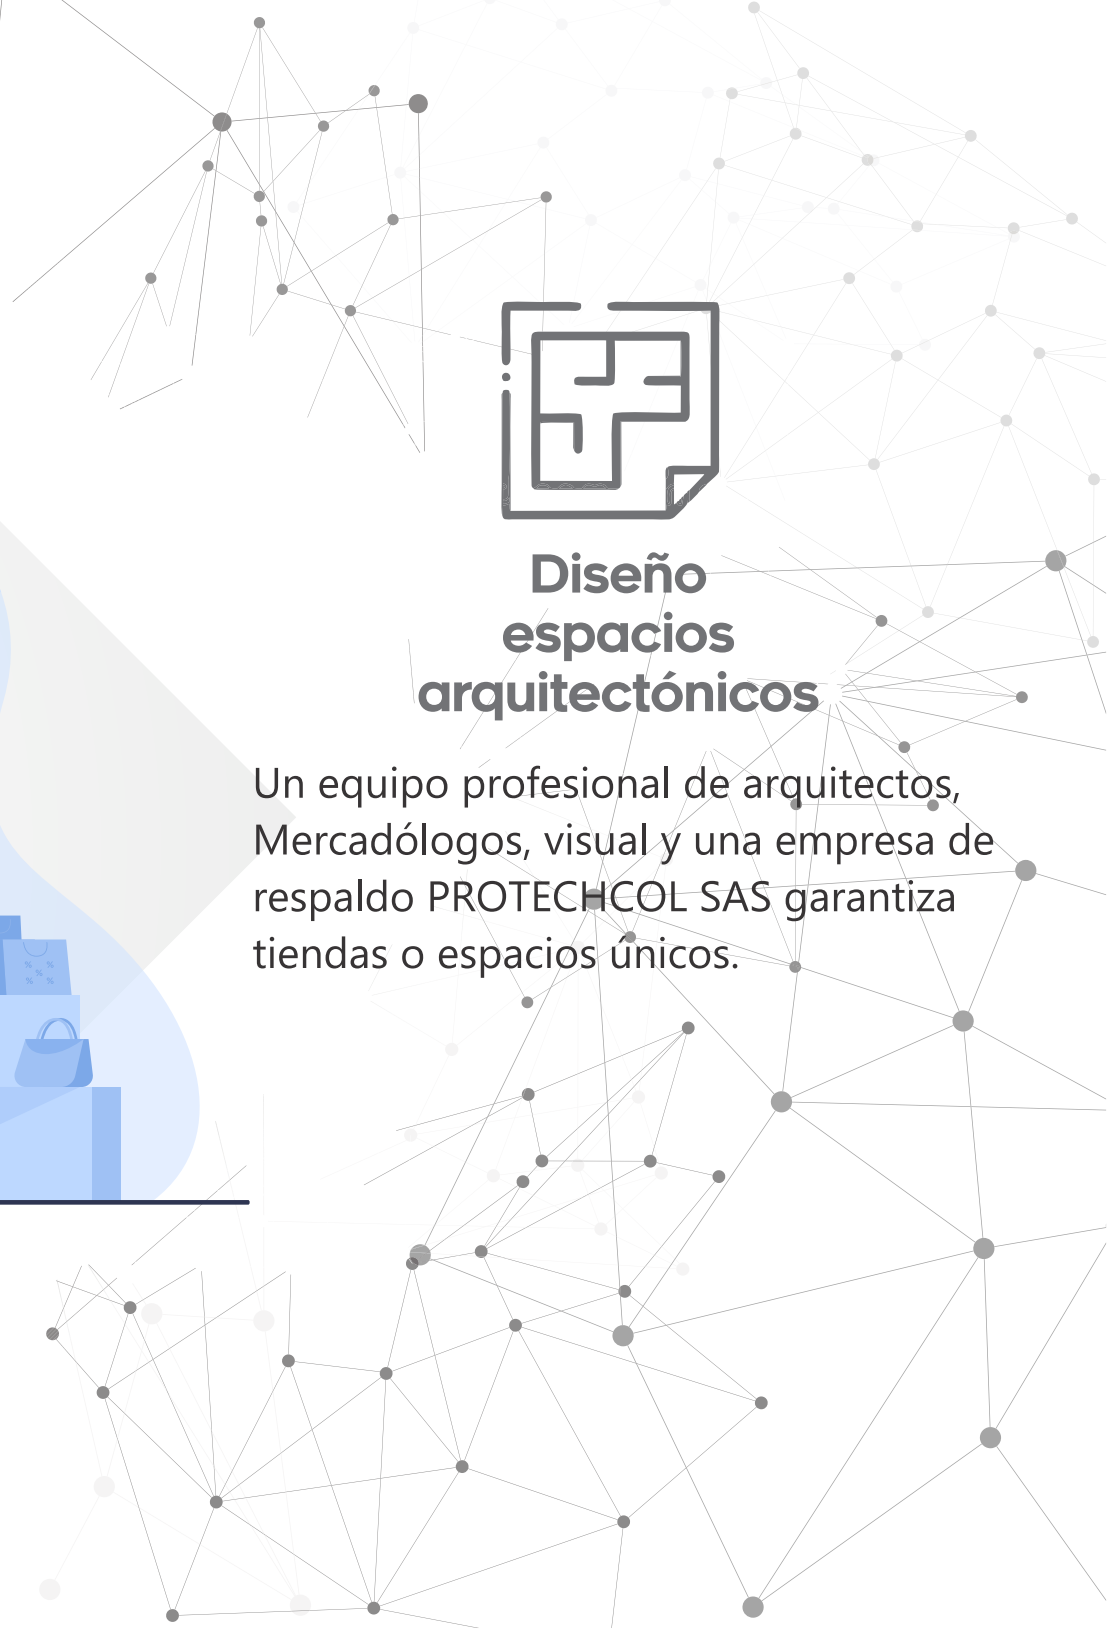 Diseño
espacios
arquitectónicos
Un equipo profesional de arquitectos,
Mercadólogos, visual y una empresa de
respaldo PROTECHCOL SAS garantiza
tiendas o espacios únicos.